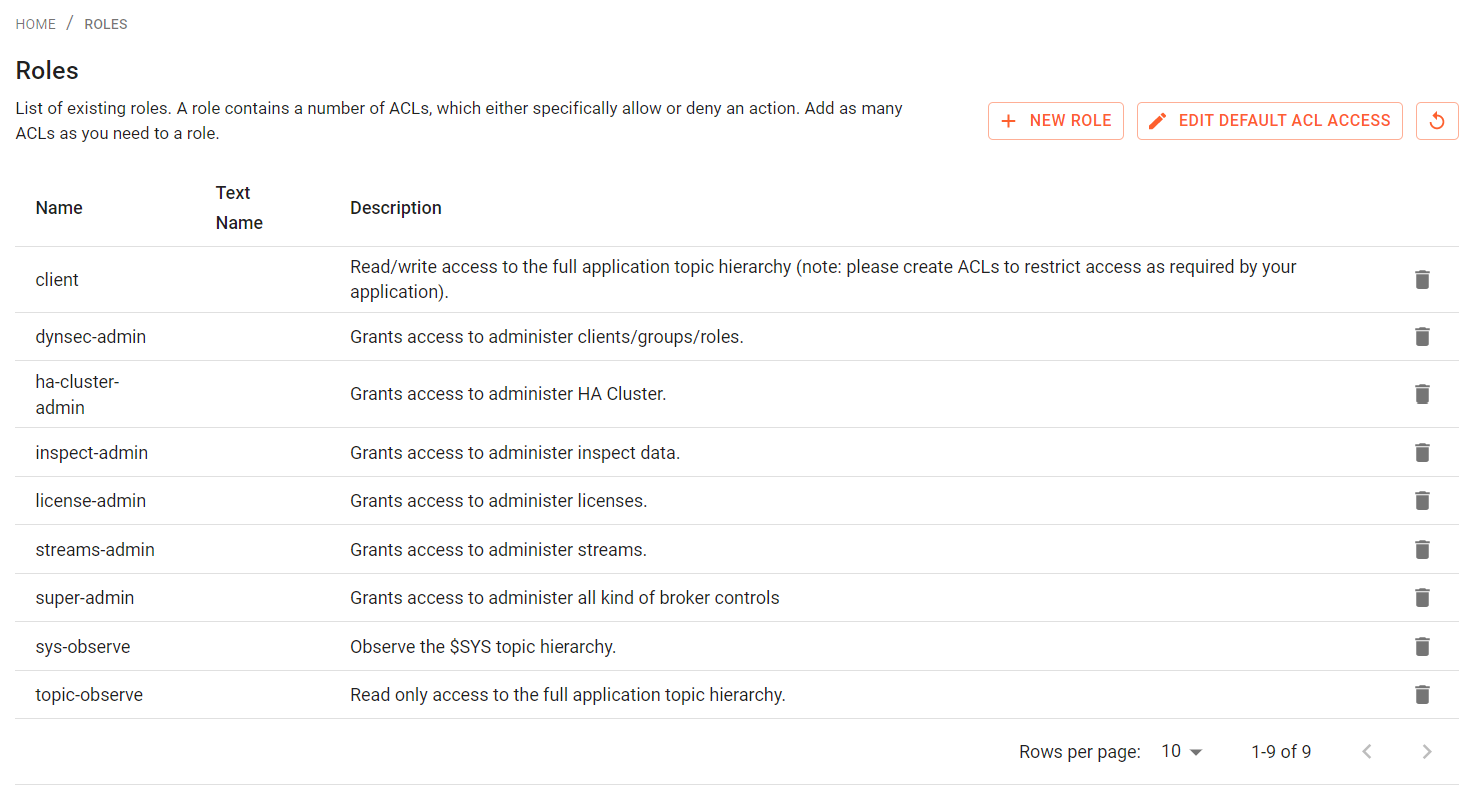 HOME / ROLES
Roles
List of existing roles. A role contains a number of ACLs, which either specifically allow or deny an action. Add as many
ACLs as you need to a role.
NEW ROLE
EDIT DEFAULT ACL ACCESS
Name
Text
Name
Description
client
Read/write access to the full application topic hierarchy (note: please create ACLs to restrict access as required by your
application).
dynsec-admin
Grants access to administer clients/groups/roles.
ha-cluster-
admin
Grants access to administer HA Cluster.
inspect-admin
Grants access to administer inspect data.
license-admin
Grants access to administer licenses.
streams-admin
Grants access to administer streams.
super-admin
Grants access to administer all kind of broker controls
sys-observe
Observe the $SYS topic hierarchy.
topic-observe
Read only access to the full application topic hierarchy.
Rows per page: 10 1-9 of 9